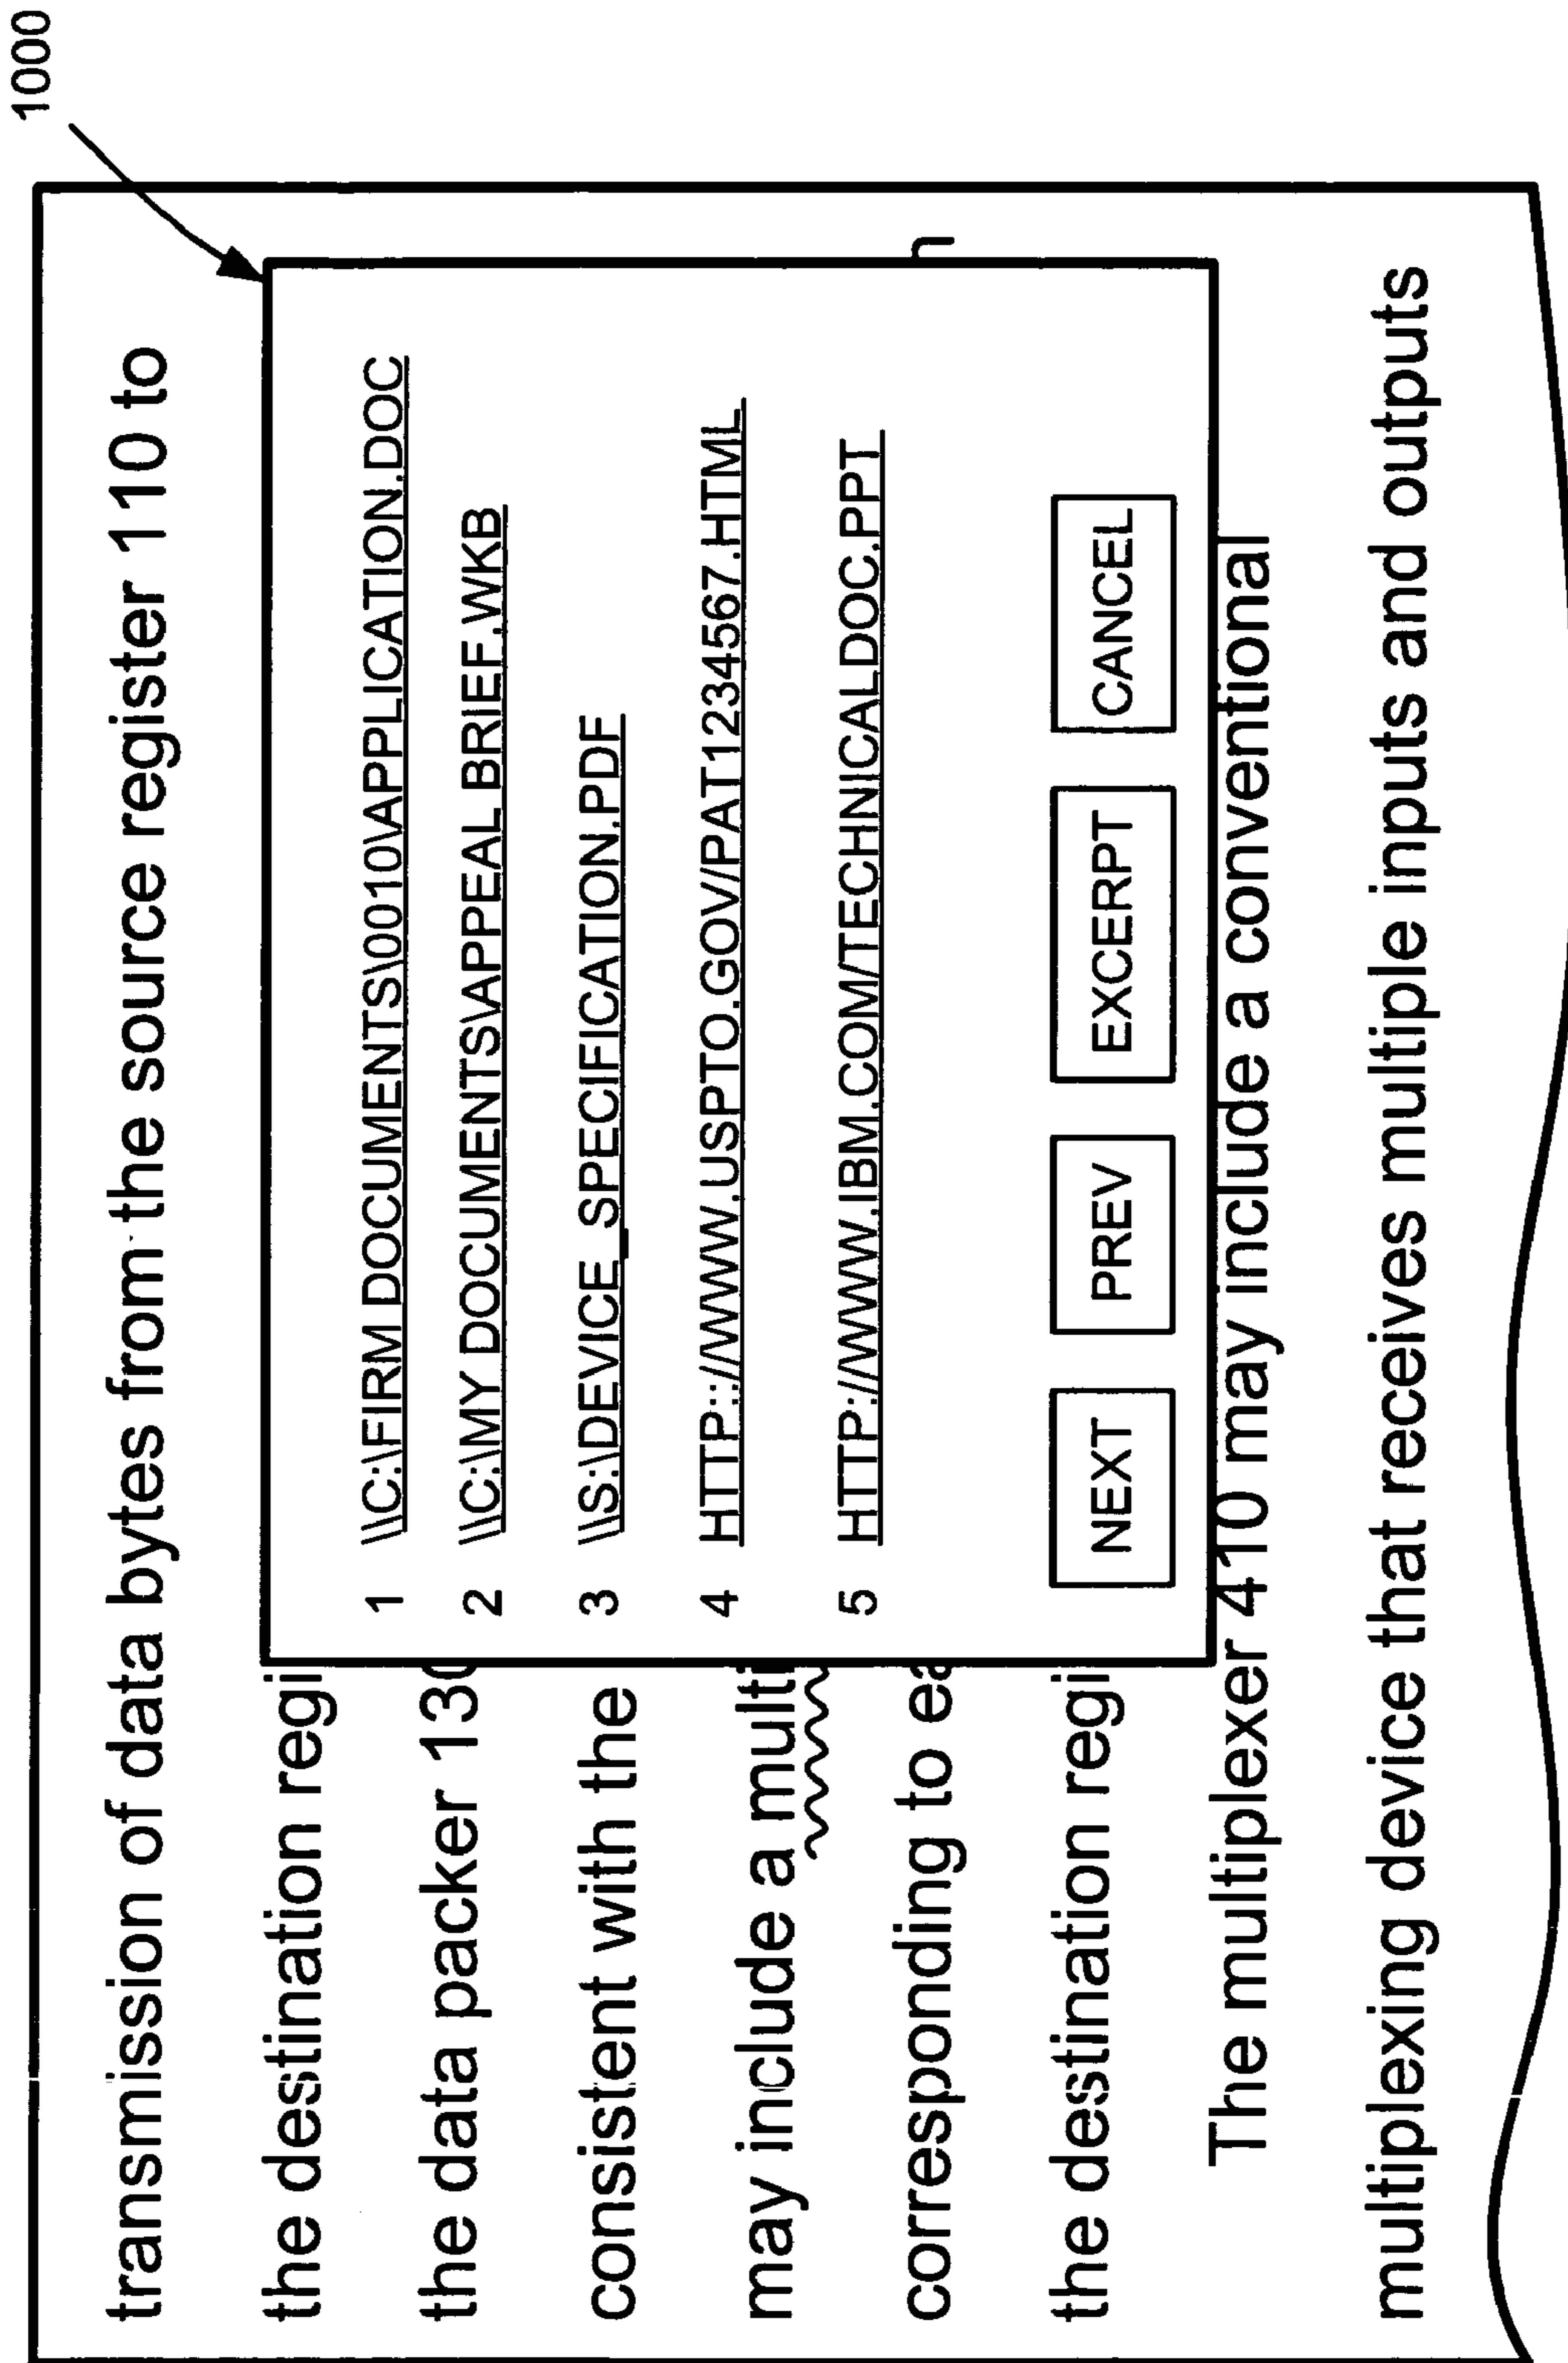 1000
transmission of data bytes from the source register 110 to
the destination regi
the data packer 130
consistent with the
may include a multi
corresponding to ea
n
the destination regi
1 \\C:\FIRM DOCUMENTS\0010\APPLICATION.DOC
2 \\C:\MY DOCUMENTS\APPEAL BRIEF.WKB
3 \\S:\DEVICE_SPECIFICATION.PDF
4 HTTP:://WWW.USPTO.GOV/PAT1234567.HTML
5 HTTP://WWW.IBM.COM/TECHNICALDOC.PPT
NEXT PREV EXCERPT CANCEL
The multiplexer 410 may include a conventional
multiplexing device that receives multiple inputs and outputs